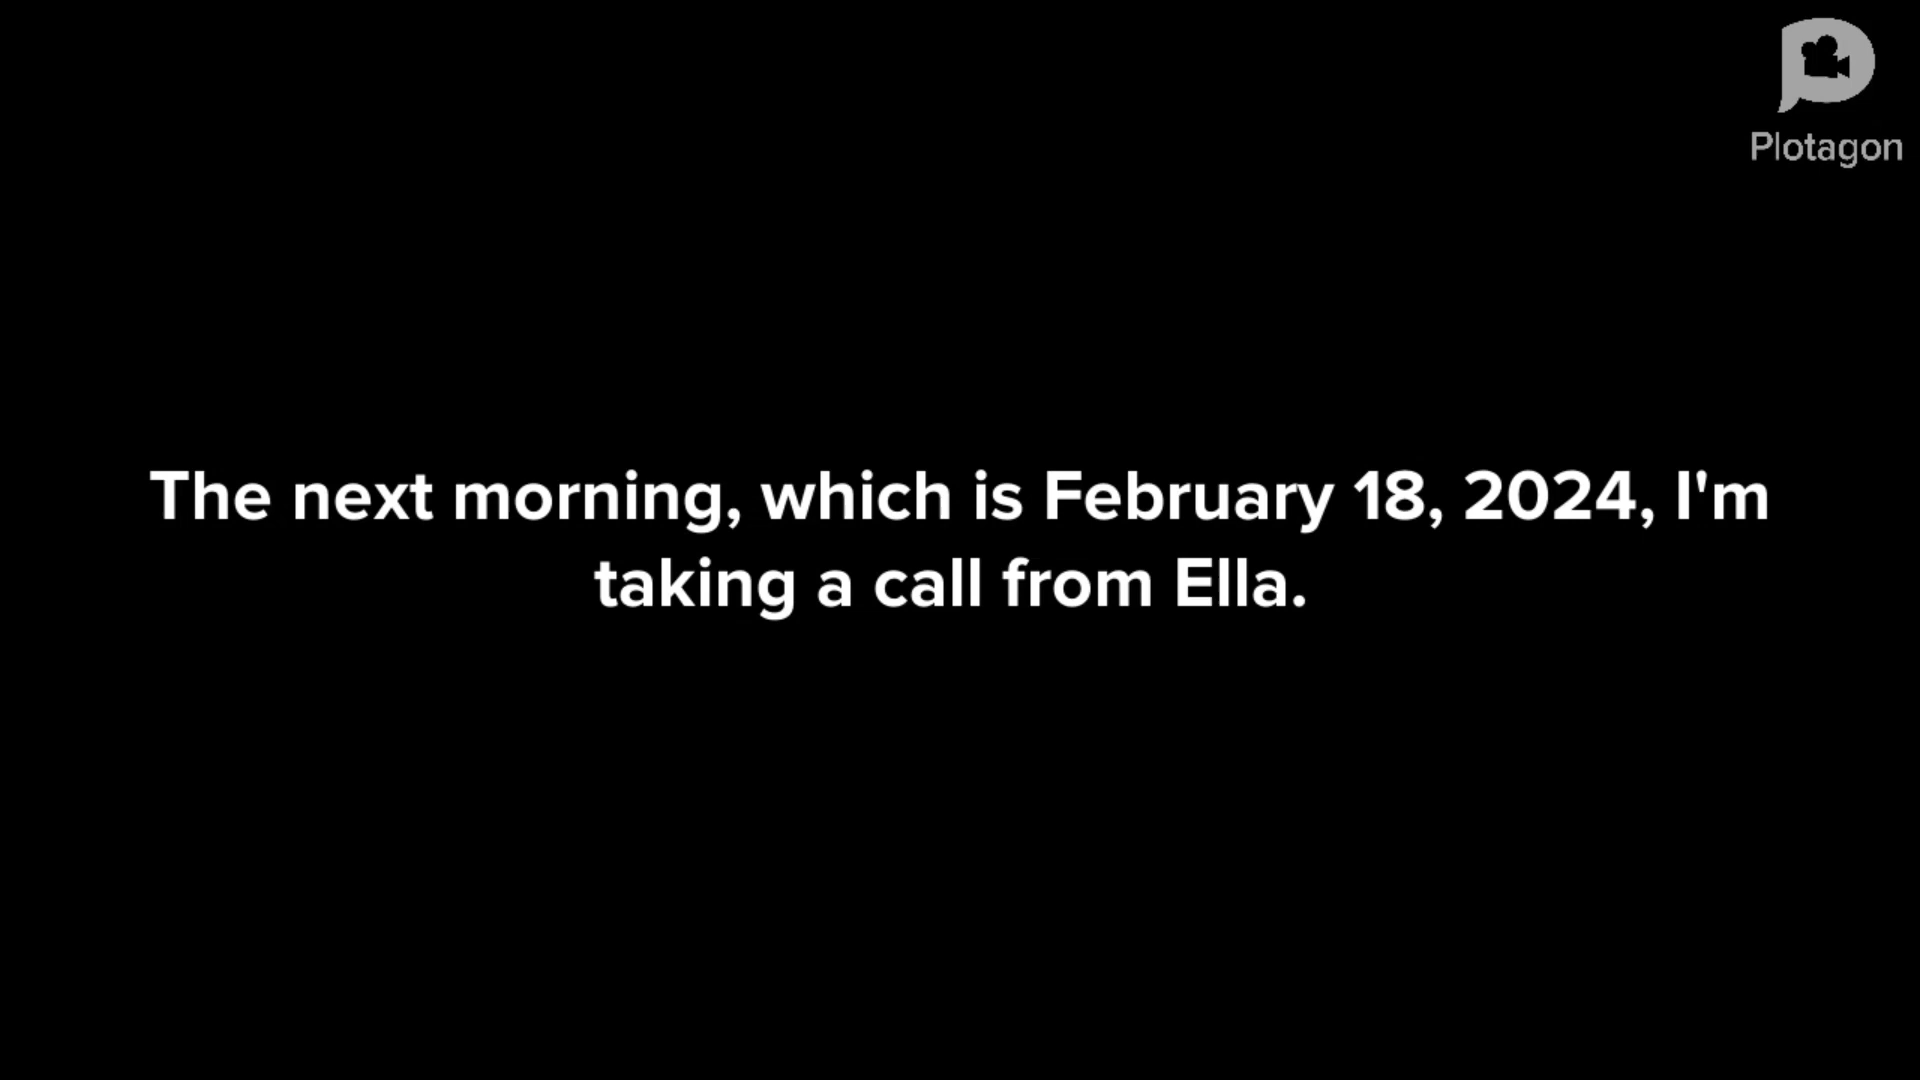 Plotagon
The next morning, which is February 18, 2024, I'm
taking a call from Ella.